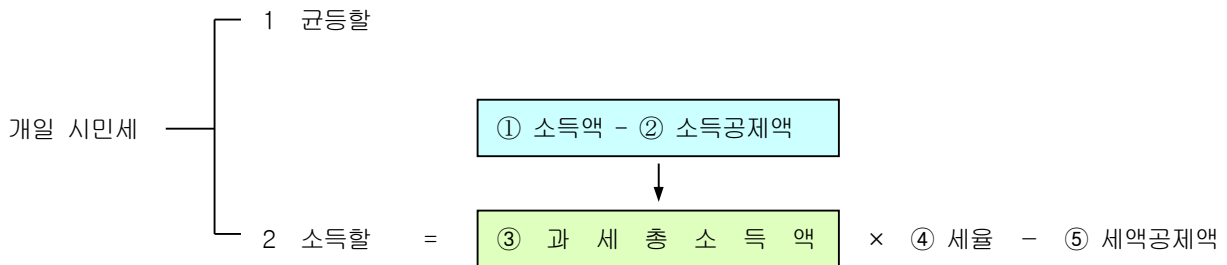 1 균등할
개일 시민세
① 소득액 - ② 소득공제액
2 소득할 = ③ 과 세 총 소 득 액 × ④ 세율 － ⑤ 세액공제액